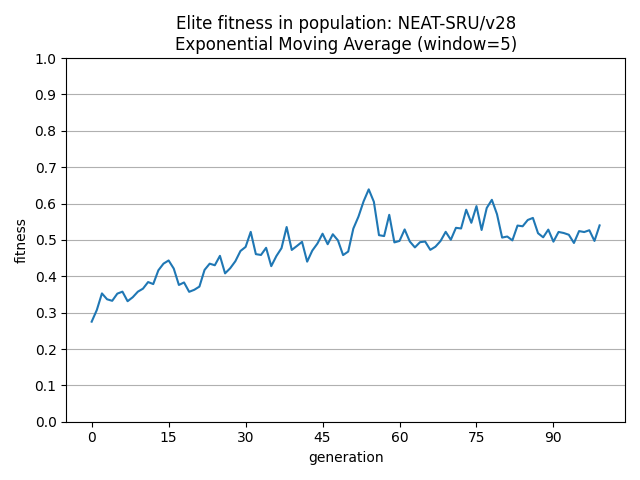 Elite fitness in population: NEAT-SRU/v28
Exponential Moving Average (window=5)
1.0
0.9
0.8
0.7
0.6
0.5
0.4
0.3
0.2
0.1
0.0
fitness
0 15 30 45 60 75 90
generation